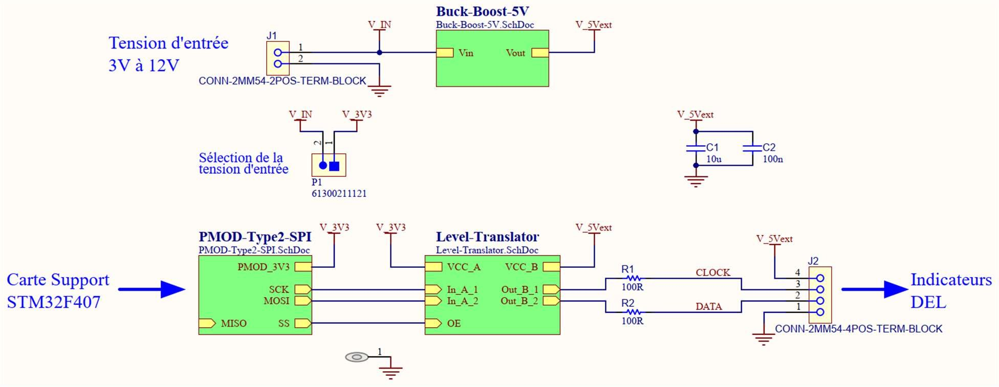 Buck-Boost-5V
Buck-Boost-5V.SchDoc
V_IN
V_5Vext
Tension d'entrée
3V à 12V
J1
1
2
Vin
Vout
CONN-2MM54-2POS-TERM-BLOCK
V_IN
V_3V3
2
1
Sélection de la
tension d'entrée
P1
61300211121
V_5Vext
C1
10u
C2
100n
V_3V3
V_3V3
V_5Vext
V_5Vext
PMOD-Type2-SPI
PMOD-Type2-SPI.SchDoc
PMOD_3V3
SCK
MOSI
MISO
SS
Level-Translator
Level-Translator.SchDoc
VCC_A
VCC_B
In_A_1
Out_B_1
In_A_2
Out_B_2
OE
Carte Support
STM32F407
R1
100R
CLOCK
R2
100R
DATA
J2
4
3
2
1
CONN-2MM54-4POS-TERM-BLOCK
Indicateurs
DEL
1